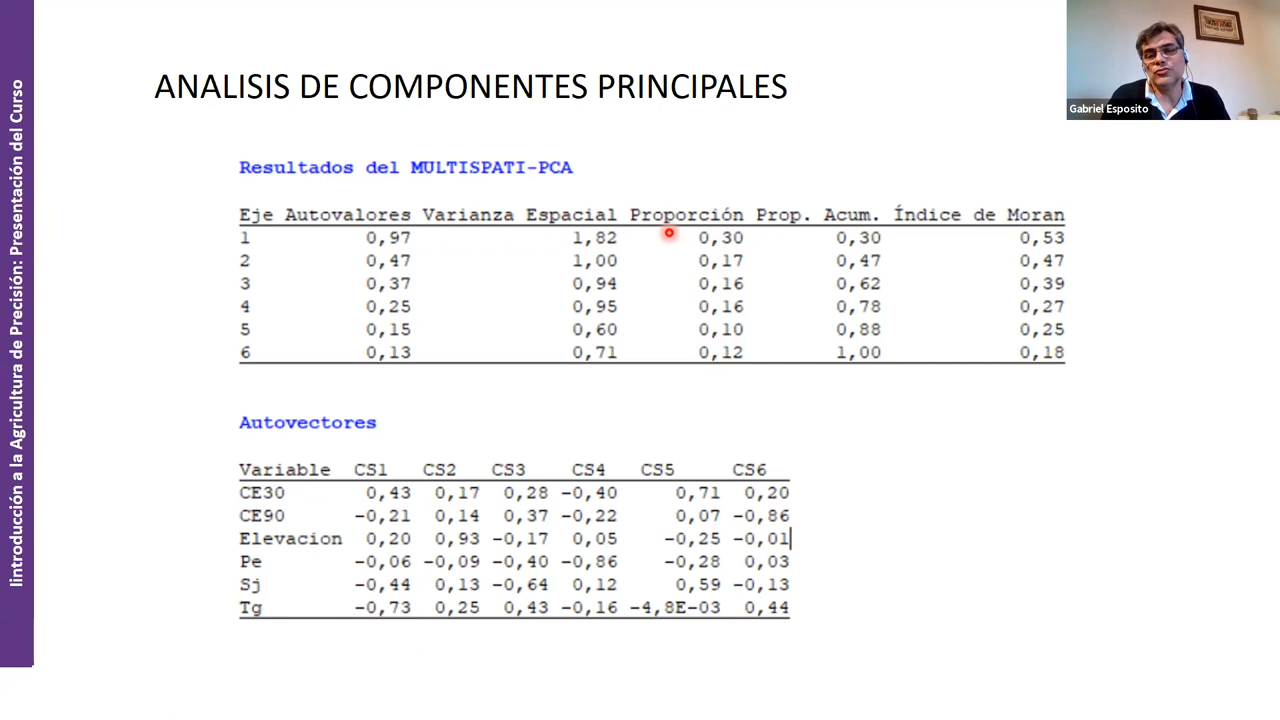 Iintroducción a la Agricultura de Precisión: Presentación del Curso
ANALISIS DE COMPONENTES PRINCIPALES
Gabriel Esposito
Resultados del MULTISPATI-PCA
Eje Autovalores Varianza Espacial Proporción Prop. Acum. Índice de Moran
1 0,97 1,82 0,30 0,30 0,53
2 0,47 1,00 0,17 0,47 0,47
3 0,37 0,94 0,16 0,62 0,39
4 0,25 0,95 0,16 0,78 0,27
5 0,15 0,60 0,10 0,88 0,25
6 0,13 0,71 0,12 1,00 0,18
Autovectores
Variable CS1 CS2 CS3 CS4 CS5 CS6
CE30 0,43 0,17 0,28 -0,40 0,71 0,20
CE90 -0,21 0,14 0,37 -0,22 0,07 -0,86
Elevacion 0,20 0,93 -0,17 0,05 -0,25 -0,01
Pe -0,06 -0,09 -0,40 -0,86 -0,28 0,03
Sj -0,44 0,13 -0,64 0,12 0,59 -0,13
Tg -0,73 0,25 0,43 -0,16 -4,8E-03 0,44